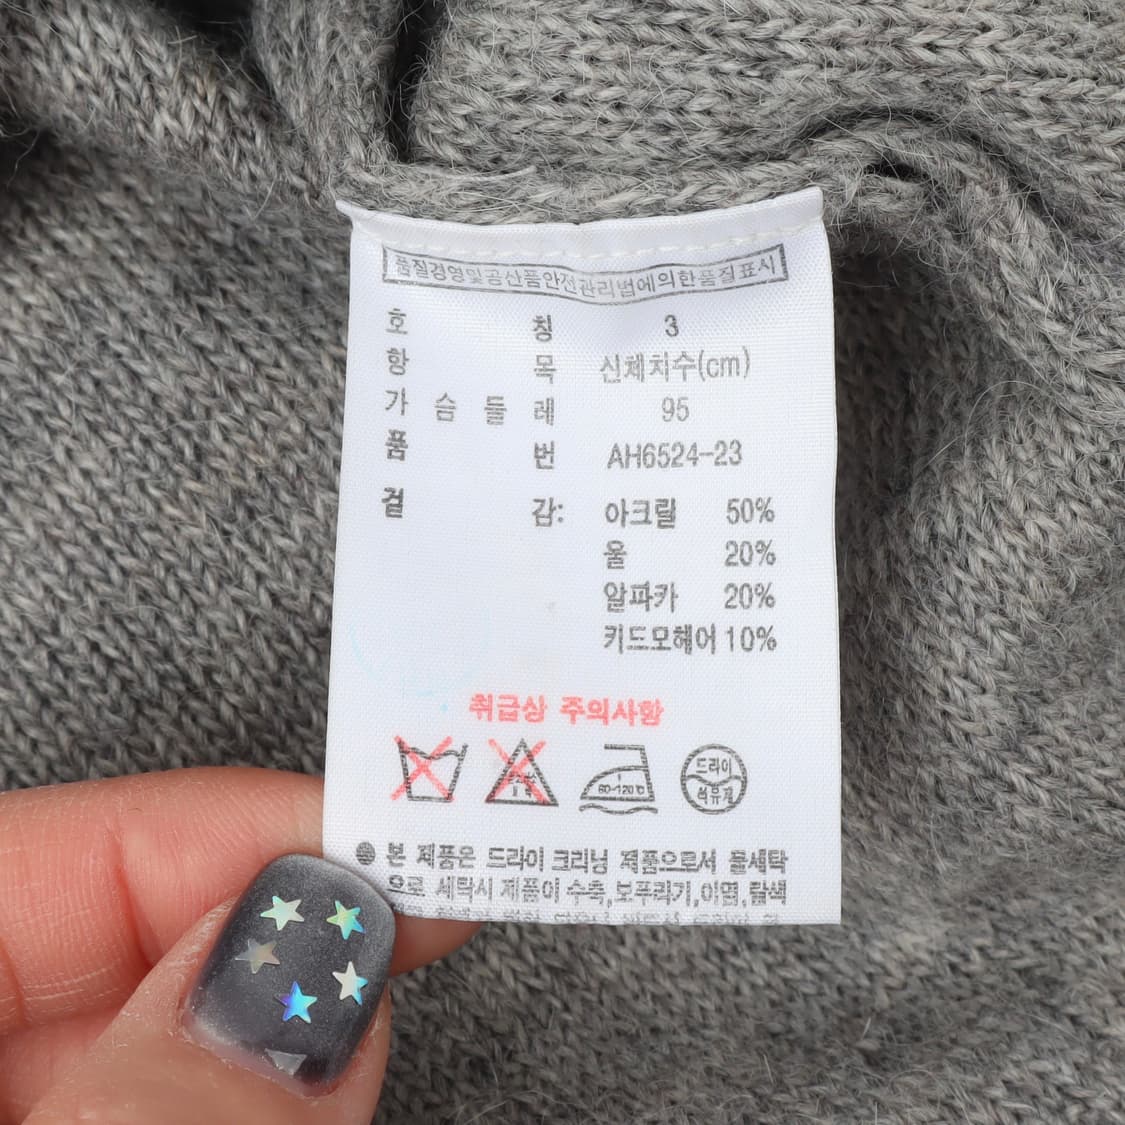 품질경영및공산품안전관리법에의한품질표시
호 칭 3
항 목 신체치수(cm)
가 슴 둘 레 95
품 번 AH6524-23
겉 감: 아크릴 50%
울 20%
알파카 20%
키드모헤어 10%
취급상 주의사항
60~120℃
드라이
석유계
● 본 제품은 드라이 크리닝 제품으로서 물세탁
으로 세탁시 제품이 수축,보푸라기,이염,탈색